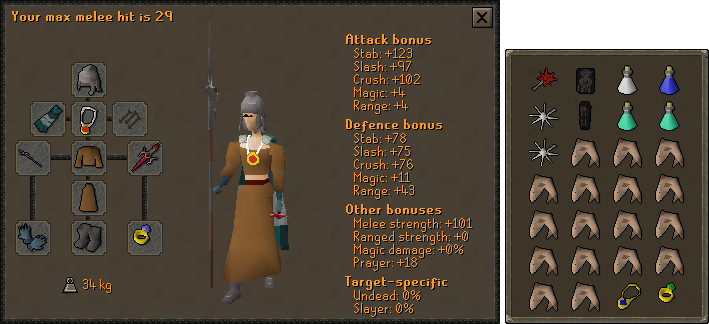 Your max melee hit is 29
Attack bonus
Stab: +123
Slash: +97
Crush: +102
Magic: +4
Range: +4
Defence bonus
Stab: +78
Slash: +75
Crush: +76
Magic: +11
Range: +43
Other bonuses
Melee strength: +101
Ranged strength: +0
Magic damage: +0%
Prayer: +18
Target-specific
Undead: 0%
Slayer: 0%
34 kg